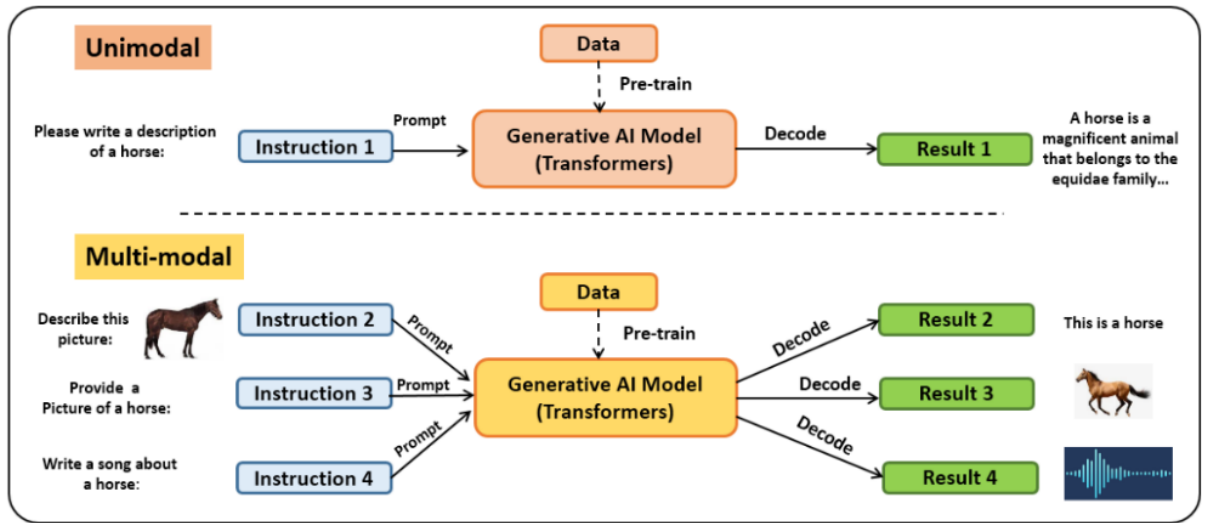 Unimodal
Data
Pre-train
Please write a description
of a horse:
Instruction 1
Prompt
Generative AI Model
(Transformers)
Decode
Result 1
A horse is a
magnificent animal
that belongs to the
equidae family...
Multi-modal
Data
Pre-train
Describe this
picture:
Instruction 2
Prompt
Provide a
Picture of a horse:
Instruction 3
Prompt
Write a song about
a horse:
Instruction 4
Prompt
Generative AI Model
(Transformers)
Decode
Result 2
This is a horse
Decode
Result 3
Decode
Result 4